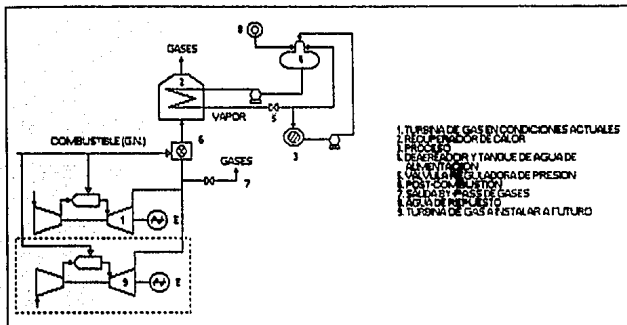 8
GASES
4
2
VAPOR
5
COMBUSTIBLE (G.N.)
6
3
GASES
7
1
E
9
E
1. TURBINA DE GAS EN CONDICIONES ACTUALES
2. RECUPERADOR DE CALOR
3. PROCESO
4. DEAEREADOR Y TANQUE DE AGUA DE
ALIMENTACION
5. VALVULA REGULADORA DE PRESION
6. POST-COMBUSTION
7. SALIDA BY-PASS DE GASES
8. AGUA DE REPUESTO
9. TURBINA DE GAS A INSTALAR A FUTURO